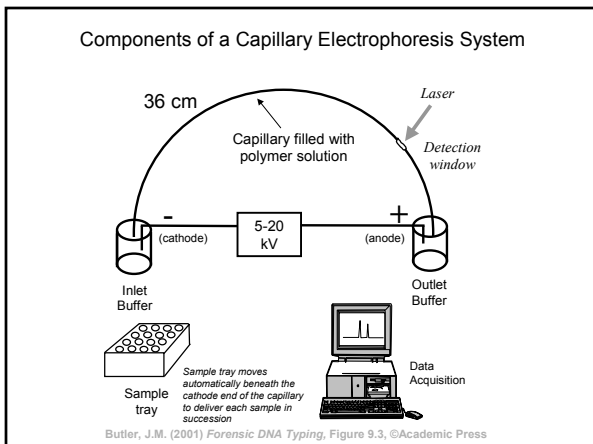 Components of a Capillary Electrophoresis System
36 cm
Laser
Capillary filled with
polymer solution
Detection
window
-
+
(cathode)
5-20
kV
(anode)
Inlet
Buffer
Outlet
Buffer
Sample
tray
Sample tray moves
automatically beneath the
cathode end of the capillary
to deliver each sample in
succession
Data
Acquisition
Butler, J.M. (2001) Forensic DNA Typing, Figure 9.3, ©Academic Press